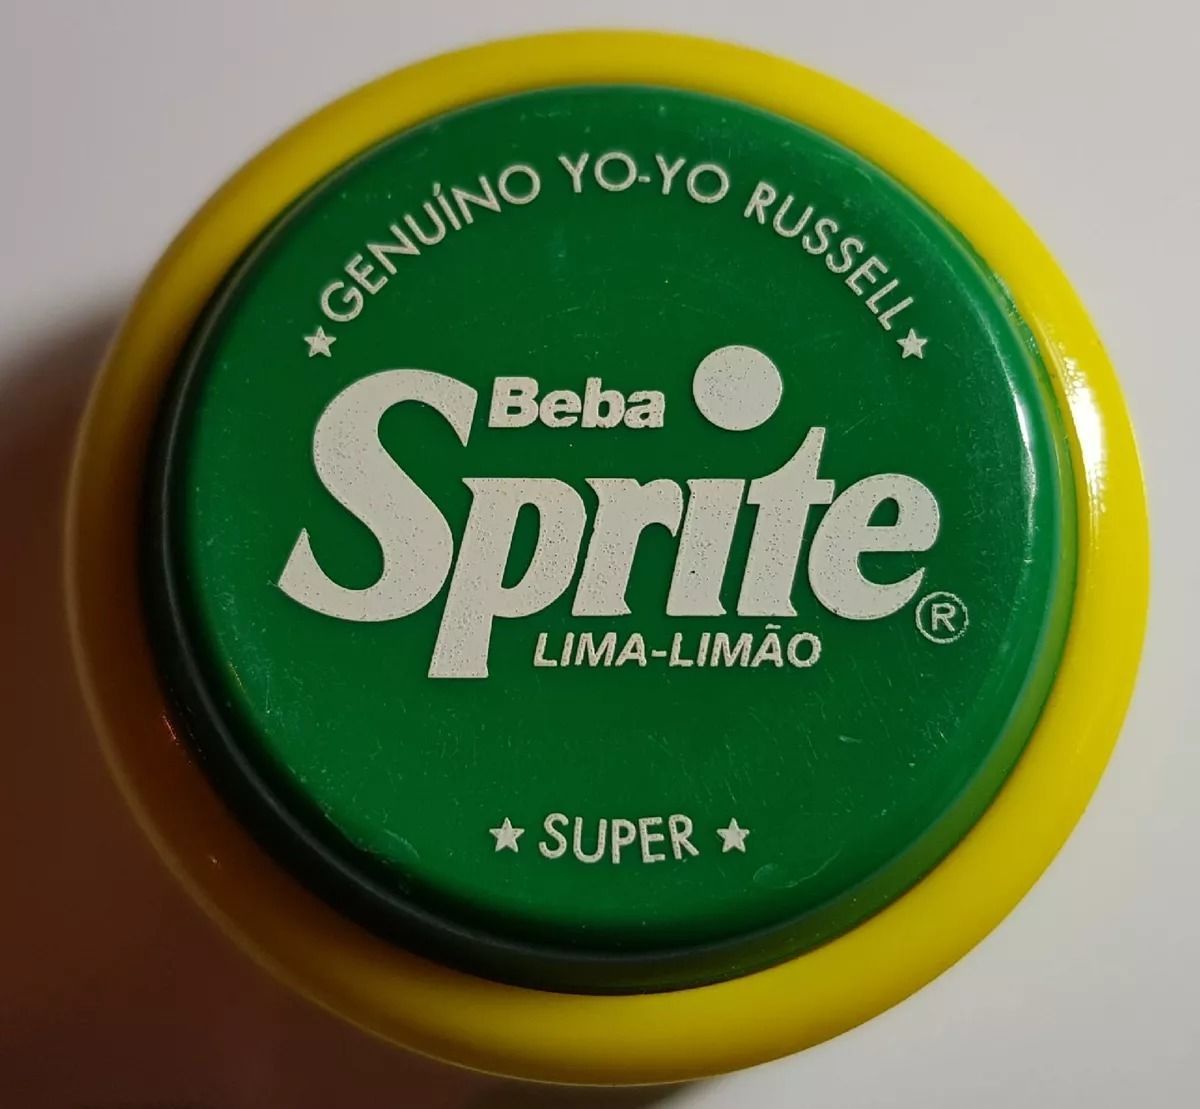 ★ GENUÍNO YO-YO RUSSELL ★
Beba
Sprite ®
LIMA-LIMÃO
★ SUPER ★